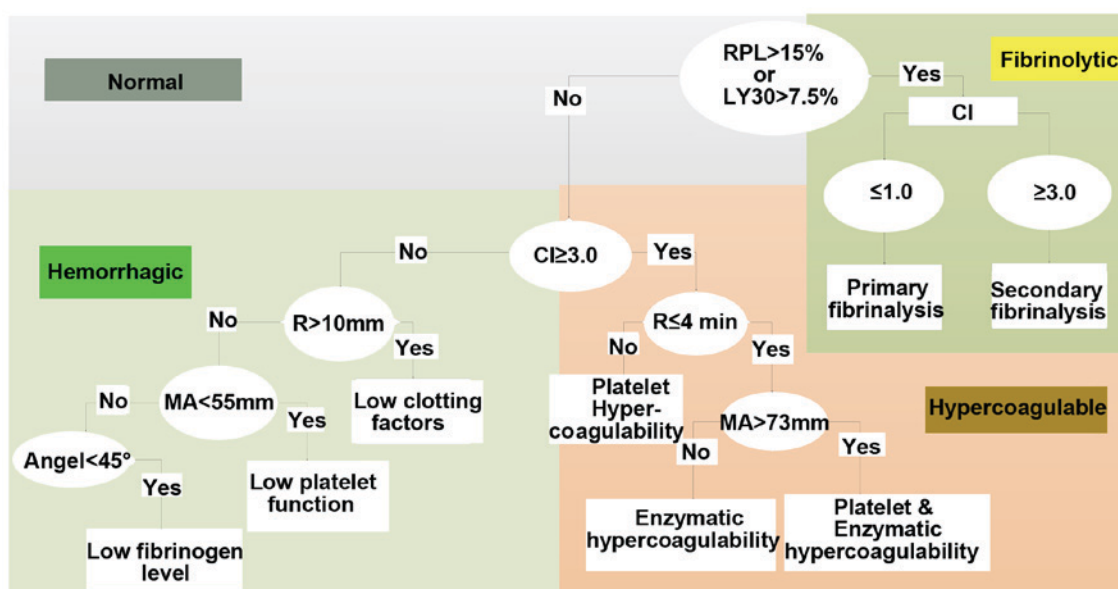 Normal
RPL>15%
or
LY30>7.5%
Yes
Fibrinolytic
No
CI
≤1.0
≥3.0
Primary
fibrinalysis
Secondary
fibrinalysis
Hemorrhagic
No
CI≥3.0
Yes
No
R>10mm
Yes
R≤4 min
No
Yes
No
MA<55mm
Yes
Low clotting
factors
Platelet
Hyper-
coagulability
MA>73mm
Hypercoagulable
No
Yes
Angel<45°
Yes
Low platelet
function
Low fibrinogen
level
Enzymatic
hypercoagulability
Platelet &
Enzymatic
hypercoagulability